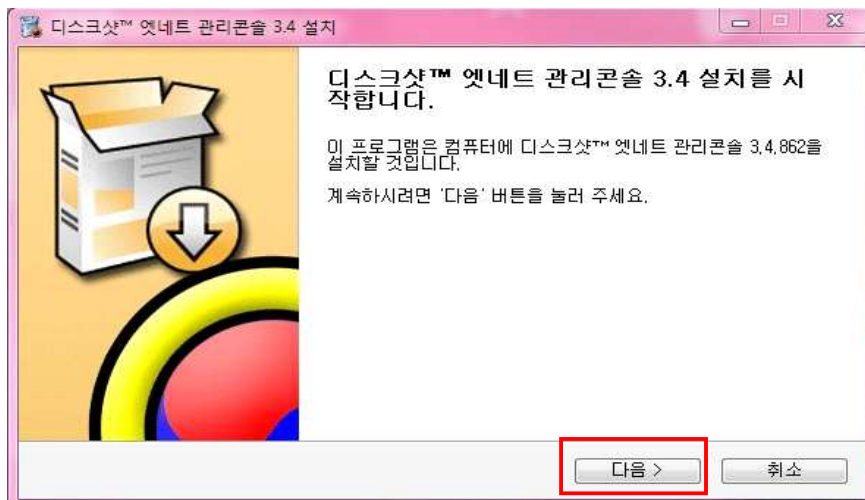 디스크샷™ 엣네트 관리콘솔 3.4 설치
디스크샷™ 엣네트 관리콘솔 3.4 설치를 시
작합니다.
이 프로그램은 컴퓨터에 디스크샷™ 엣네트 관리콘솔 3.4.862을
설치할 것입니다.
계속하시려면 '다음' 버튼을 눌러 주세요.
다음 >
취소